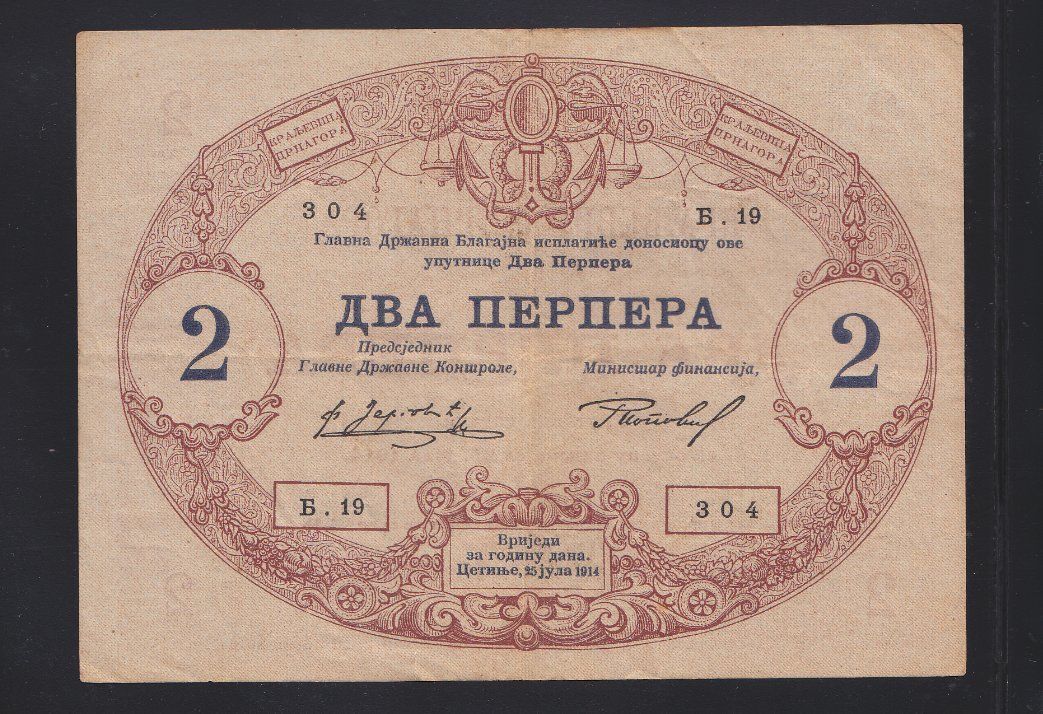 КРАЉЕВИНА
ЦРНАГОРА
КРАЉЕВИНА
ЦРНАГОРА
304
Б. 19
Главна Државна Благајна исплатиће доносиоцу ове
упутнице Два Перпера
ДВА ПЕРПЕРА
2
2
Предсједник
Главне Државне Контроле,
Министар финансија,
Б. 19
304
Вриједи
за годину дана.
Цетиње, 25 јула 1914